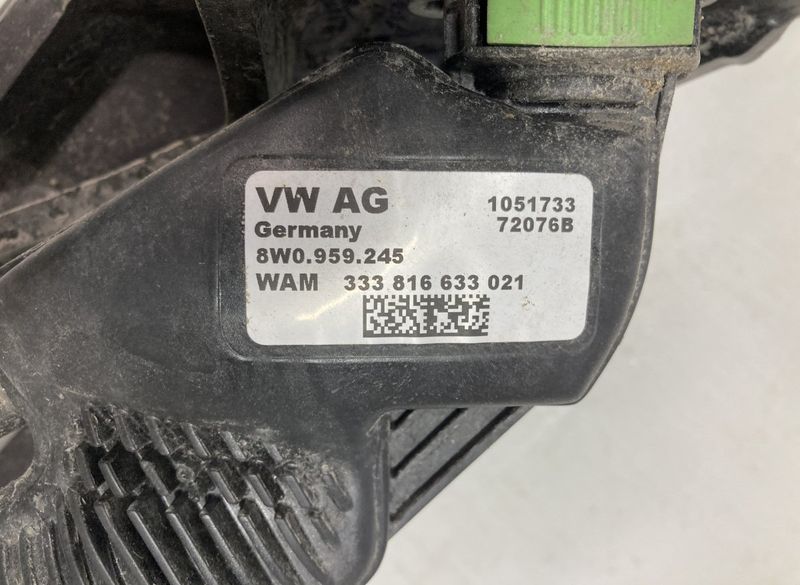 VW AG 1051733
Germany 72076B
8W0.959.245
WAM 333 816 633 021